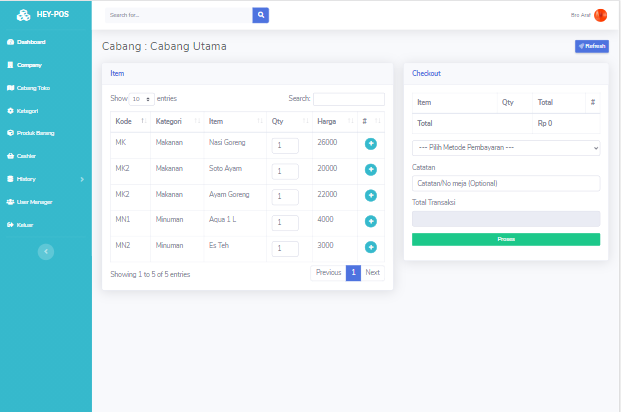 HEY-POS
Search for...
Ero Araf
Dashboard
Company
Cabang Toko
Kategori
Produk Barang
Cashier
History
User Manager
Keluar
Cabang : Cabang Utama
Refresh
Item
Show 10 entries
Search:
Kode Kategori Item Qty Harga #
MK Makanan Nasi Goreng 1 26000
MK2 Makanan Soto Ayam 1 20000
MK2 Makanan Ayam Goreng 1 22000
MN1 Minuman Aqua 1 L 1 4000
MN2 Minuman Es Teh 1 3000
Showing 1 to 5 of 5 entries
Previous 1 Next
Checkout
Item Qty Total #
Total Rp 0
--- Pilih Metode Pembayaran ---
Catatan
Catatan/No meja (Optional)
Total Transaksi
Proses